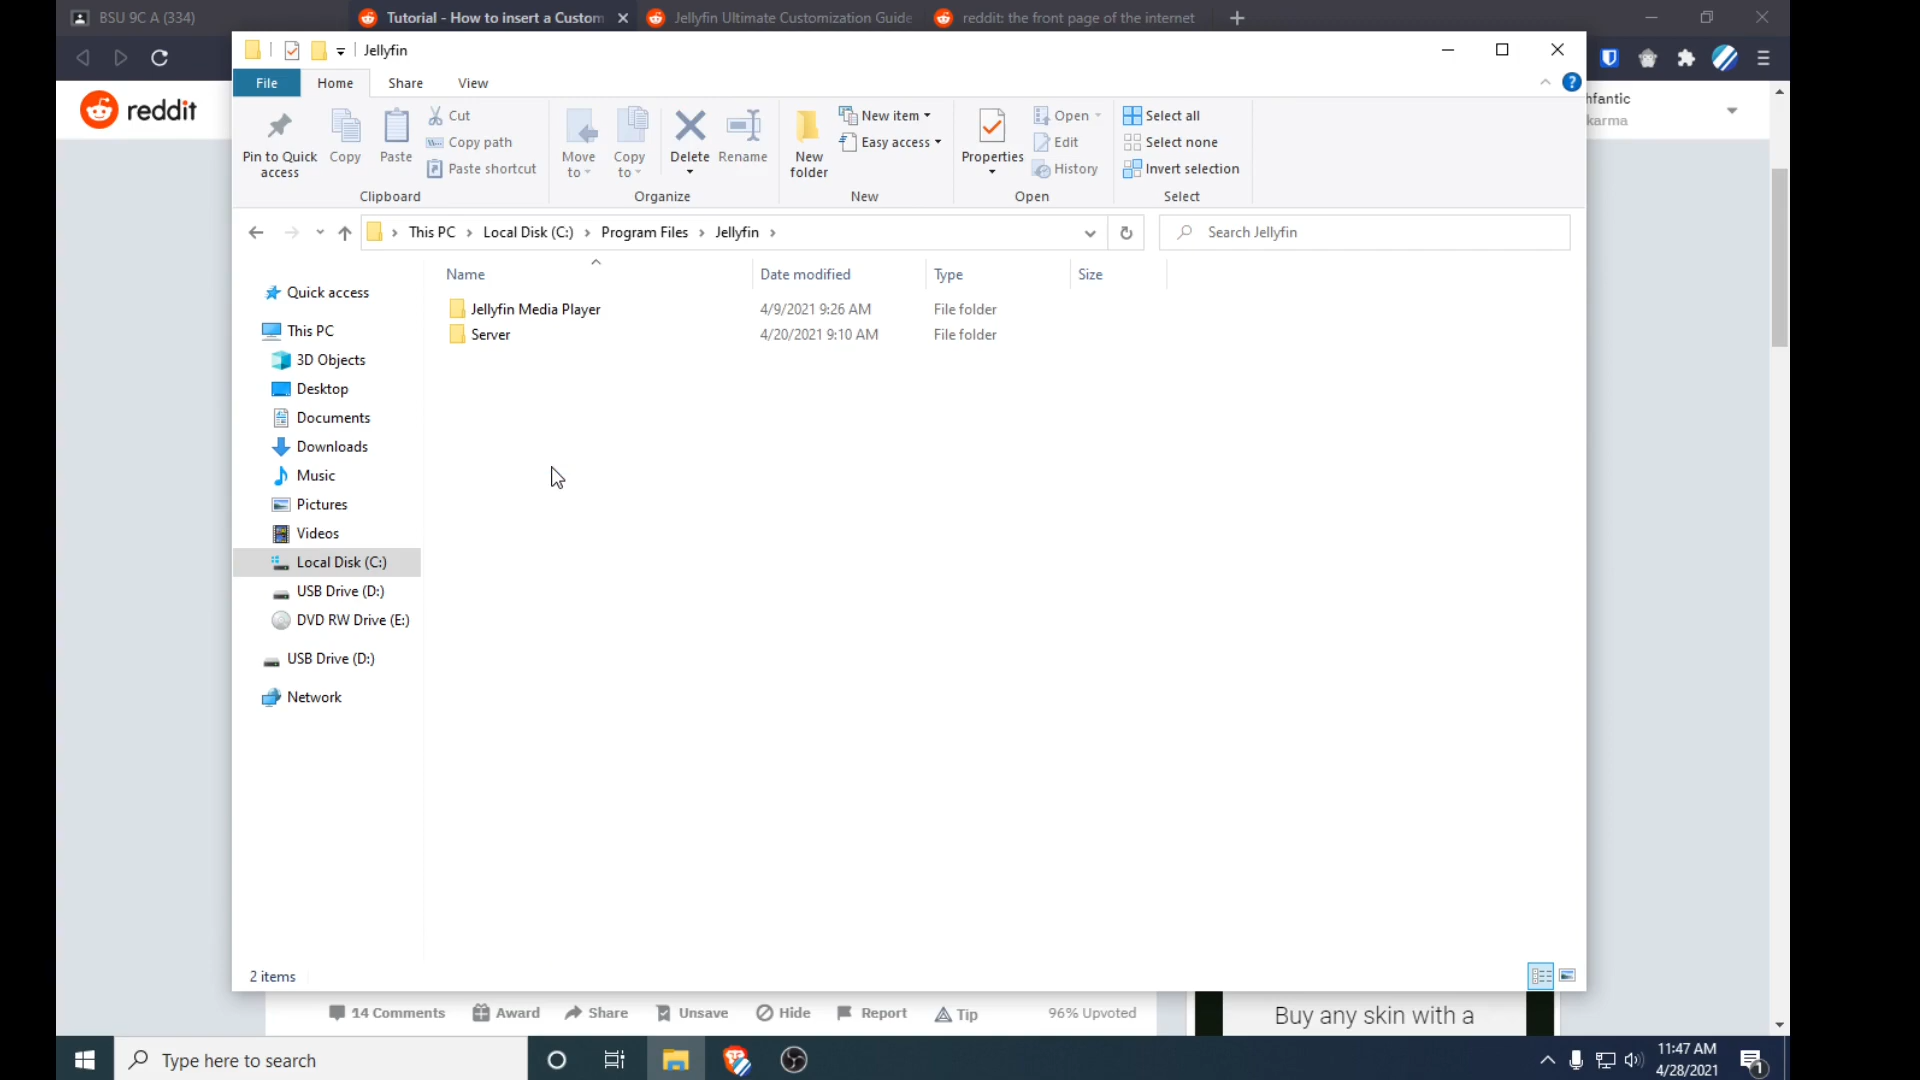 BSU 9C A (334)
Tutorial - How to insert a Custom
Jellyfin Ultimate Customization Guide
reddit: the front page of the internet
Jellyfin
File
Home
Share
View
reddit
hfantic
karma
Pin to Quick access
Copy
Paste
Cut
Copy path
Paste shortcut
Clipboard
Move to
Copy to
Delete
Rename
Organize
New folder
New item
Easy access
New
Properties
Open
Edit
History
Open
Select all
Select none
Invert selection
Select
This PC
Local Disk (C:)
Program Files
Jellyfin
Search Jellyfin
Name
Date modified
Type
Size
Jellyfin Media Player
4/9/2021 9:26 AM
File folder
Server
4/20/2021 9:10 AM
File folder
Quick access
This PC
3D Objects
Desktop
Documents
Downloads
Music
Pictures
Videos
Local Disk (C:)
USB Drive (D:)
DVD RW Drive (E:)
USB Drive (D:)
Network
2 items
14 Comments
Award
Share
Unsave
Hide
Report
Tip
96% Upvoted
Buy any skin with a
Type here to search
11:47 AM
4/28/2021
1